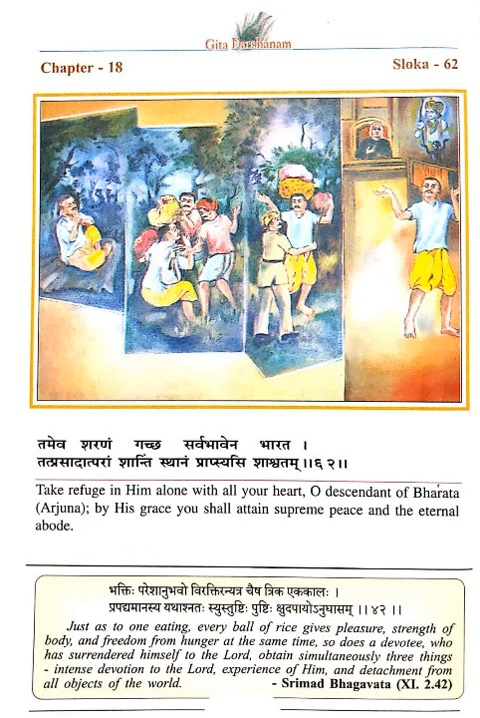 Gita Darshanam
Chapter - 18
Sloka - 62
तमेव शरणं गच्छ सर्वभावेन भारत ।
तत्प्रसादात्परां शान्तिं स्थानं प्राप्स्यसि शाश्वतम् ।।६२।।
Take refuge in Him alone with all your heart, O descendant of Bharata
(Arjuna); by His grace you shall attain supreme peace and the eternal
abode.
भक्तिः परेशानुभवो विरक्तिरन्यत्र चैष त्रिक एककालः ।
प्रपद्यमानस्य यथाश्नतः स्युस्तुष्टिः पुष्टिः क्षुदपायोऽनुघासम् ।। ४२ ।।
Just as to one eating, every ball of rice gives pleasure, strength of
body, and freedom from hunger at the same time, so does a devotee, who
has surrendered himself to the Lord, obtain simultaneously three things
- intense devotion to the Lord, experience of Him, and detachment from
all objects of the world. - Srimad Bhagavata (XI. 2.42)